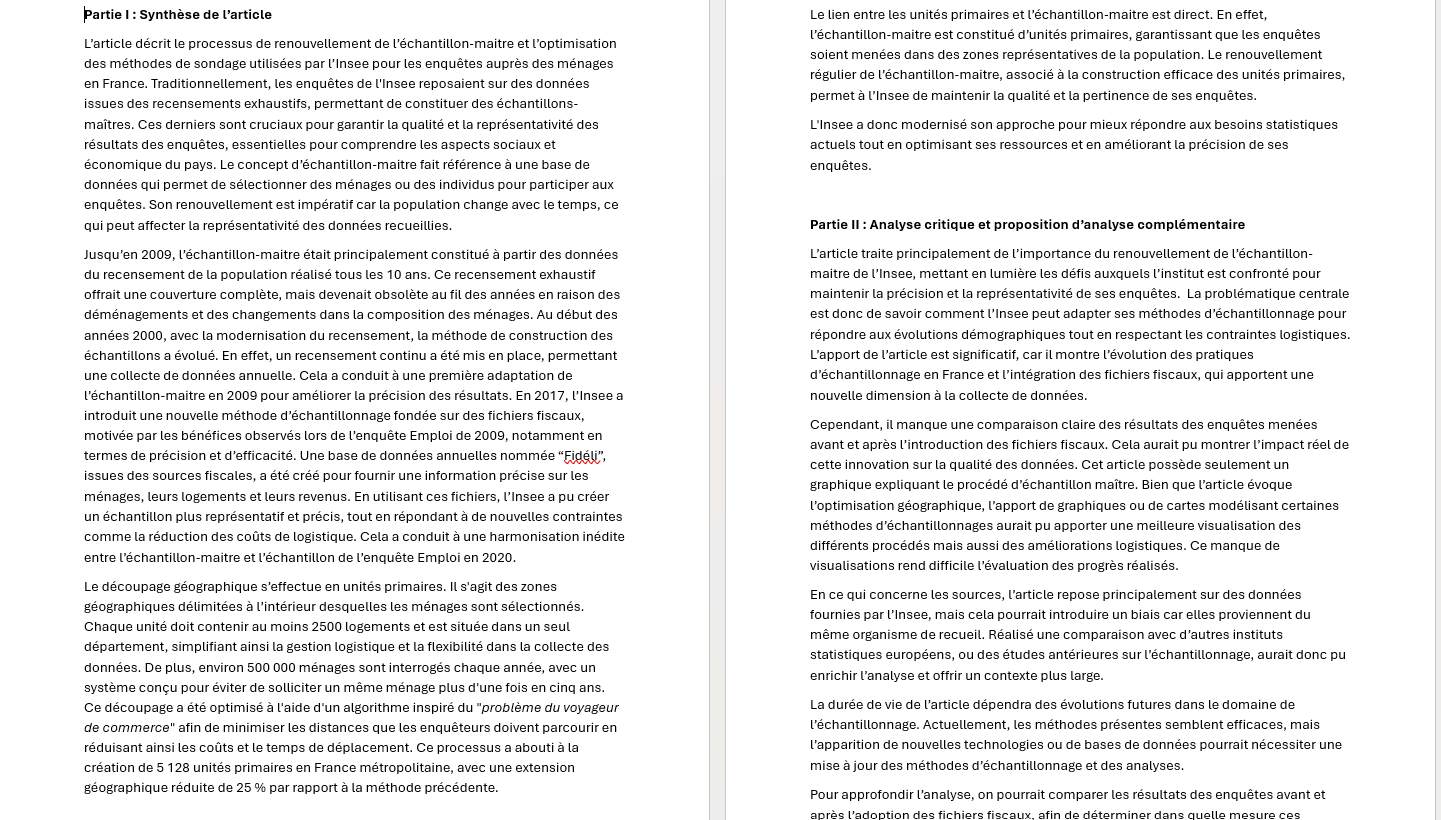 Partie I : Synthèse de l’article
L’article décrit le processus de renouvellement de l’échantillon-maitre et l’optimisation
des méthodes de sondage utilisées par l’Insee pour les enquêtes auprès des ménages
en France. Traditionnellement, les enquêtes de l'Insee reposaient sur des données
issues des recensements exhaustifs, permettant de constituer des échantillons-
maîtres. Ces derniers sont cruciaux pour garantir la qualité et la représentativité des
résultats des enquêtes, essentielles pour comprendre les aspects sociaux et
économique du pays. Le concept d’échantillon-maitre fait référence à une base de
données qui permet de sélectionner des ménages ou des individus pour participer aux
enquêtes. Son renouvellement est impératif car la population change avec le temps, ce
qui peut affecter la représentativité des données recueillies.
Jusqu’en 2009, l’échantillon-maitre était principalement constitué à partir des données
du recensement de la population réalisé tous les 10 ans. Ce recensement exhaustif
offrait une couverture complète, mais devenait obsolète au fil des années en raison des
déménagements et des changements dans la composition des ménages. Au début des
années 2000, avec la modernisation du recensement, la méthode de construction des
échantillons a évolué. En effet, un recensement continu a été mis en place, permettant
une collecte de données annuelle. Cela a conduit à une première adaptation de
l’échantillon-maitre en 2009 pour améliorer la précision des résultats. En 2017, l’Insee a
introduit une nouvelle méthode d’échantillonnage fondée sur des fichiers fiscaux,
motivée par les bénéfices observés lors de l’enquête Emploi de 2009, notamment en
termes de précision et d’efficacité. Une base de données annuelles nommée “Fidéli”,
issues des sources fiscales, a été créé pour fournir une information précise sur les
ménages, leurs logements et leurs revenus. En utilisant ces fichiers, l’Insee a pu créer
un échantillon plus représentatif et précis, tout en répondant à de nouvelles contraintes
comme la réduction des coûts de logistique. Cela a conduit à une harmonisation inédite
entre l’échantillon-maitre et l’échantillon de l’enquête Emploi en 2020.
Le découpage géographique s’effectue en unités primaires. Il s'agit des zones
géographiques délimitées à l’intérieur desquelles les ménages sont sélectionnés.
Chaque unité doit contenir au moins 2500 logements et est située dans un seul
département, simplifiant ainsi la gestion logistique et la flexibilité dans la collecte des
données. De plus, environ 500 000 ménages sont interrogés chaque année, avec un
système conçu pour éviter de solliciter un même ménage plus d'une fois en cinq ans.
Ce découpage a été optimisé à l'aide d'un algorithme inspiré du "problème du voyageur
de commerce" afin de minimiser les distances que les enquêteurs doivent parcourir en
réduisant ainsi les coûts et le temps de déplacement. Ce processus a abouti à la
création de 5 128 unités primaires en France métropolitaine, avec une extension
géographique réduite de 25 % par rapport à la méthode précédente.
Le lien entre les unités primaires et l’échantillon-maitre est direct. En effet,
l’échantillon-maitre est constitué d’unités primaires, garantissant que les enquêtes
soient menées dans des zones représentatives de la population. Le renouvellement
régulier de l’échantillon-maitre, associé à la construction efficace des unités primaires,
permet à l’Insee de maintenir la qualité et la pertinence de ses enquêtes.
L'Insee a donc modernisé son approche pour mieux répondre aux besoins statistiques
actuels tout en optimisant ses ressources et en améliorant la précision de ses
enquêtes.
Partie II : Analyse critique et proposition d’analyse complémentaire
L’article traite principalement de l’importance du renouvellement de l’échantillon-
maitre de l’Insee, mettant en lumière les défis auxquels l’institut est confronté pour
maintenir la précision et la représentativité de ses enquêtes.  La problématique centrale
est donc de savoir comment l’Insee peut adapter ses méthodes d’échantillonnage pour
répondre aux évolutions démographiques tout en respectant les contraintes logistiques.
L’apport de l’article est significatif, car il montre l’évolution des pratiques
d’échantillonnage en France et l’intégration des fichiers fiscaux, qui apportent une
nouvelle dimension à la collecte de données.
Cependant, il manque une comparaison claire des résultats des enquêtes menées
avant et après l’introduction des fichiers fiscaux. Cela aurait pu montrer l’impact réel de
cette innovation sur la qualité des données. Cet article possède seulement un
graphique expliquant le procédé d’échantillon maître. Bien que l’article évoque
l’optimisation géographique, l’apport de graphiques ou de cartes modélisant certaines
méthodes d’échantillonnages aurait pu apporter une meilleure visualisation des
différents procédés mais aussi des améliorations logistiques. Ce manque de
visualisations rend difficile l’évaluation des progrès réalisés.
En ce qui concerne les sources, l’article repose principalement sur des données
fournies par l’Insee, mais cela pourrait introduire un biais car elles proviennent du
même organisme de recueil. Réalisé une comparaison avec d’autres instituts
statistiques européens, ou des études antérieures sur l’échantillonnage, aurait donc pu
enrichir l’analyse et offrir un contexte plus large.
La durée de vie de l’article dépendra des évolutions futures dans le domaine de
l’échantillonnage. Actuellement, les méthodes présentes semblent efficaces, mais
l’apparition de nouvelles technologies ou de bases de données pourrait nécessiter une
mise à jour des méthodes d’échantillonnage et des analyses.
Pour approfondir l’analyse, on pourrait comparer les résultats des enquêtes avant et
après l’adoption des fichiers fiscaux, afin de déterminer dans quelle mesure ces